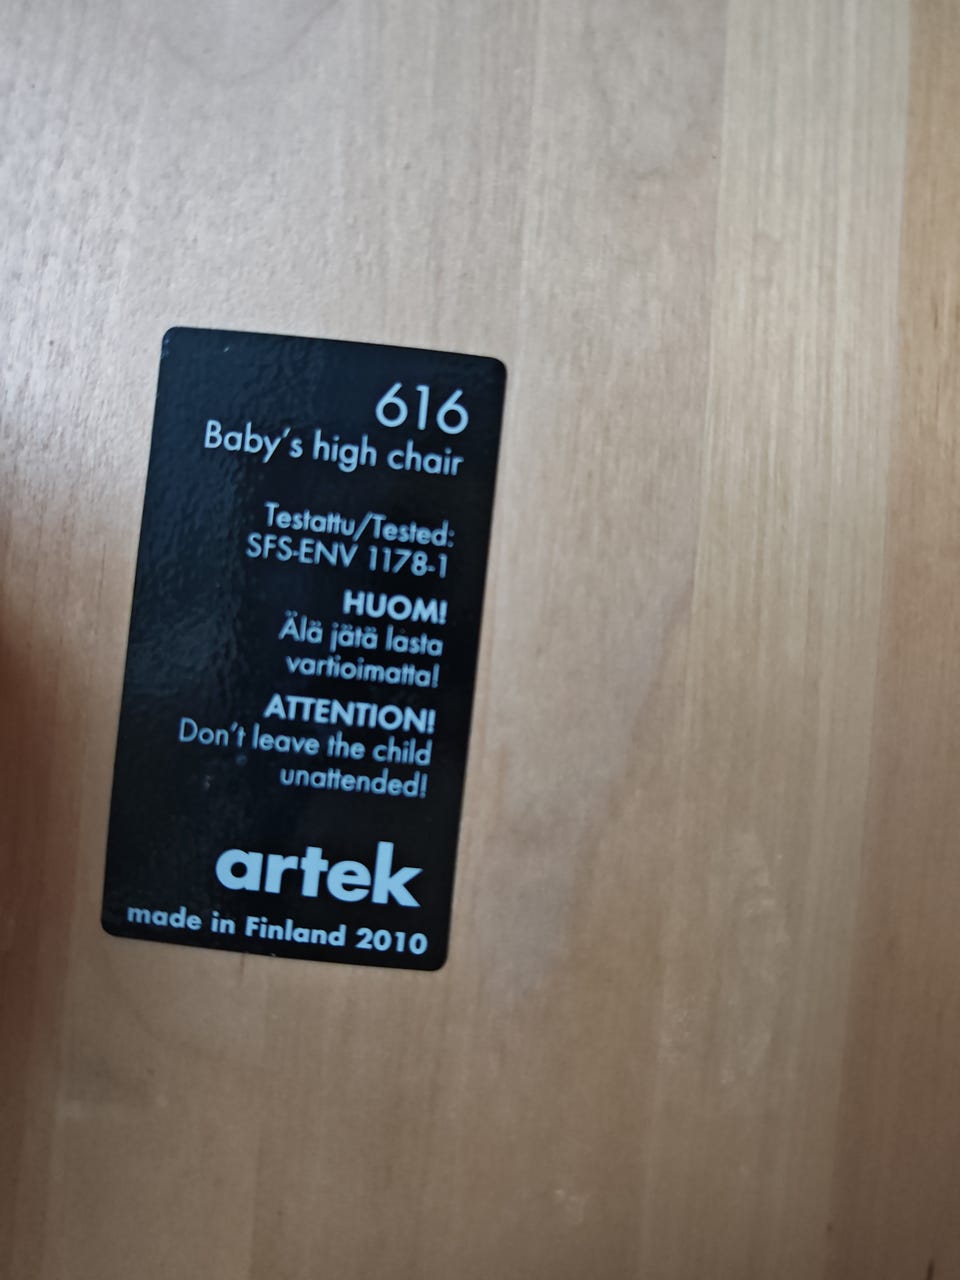 616
Baby's high chair
Testattu/Tested:
SFS-ENV 1178-1
HUOM!
Älä jätä lasta
vartioimatta!
ATTENTION!
Don't leave the child
unattended!
artek
made in Finland 2010